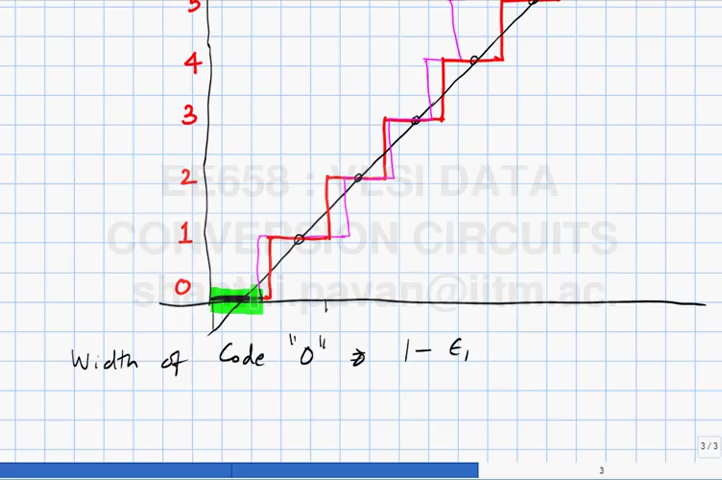 5
4
3
2
EE658 : VLSI DATA
CONVERSION CIRCUITS
1
0
shanthi.pavan@iitm.ac
Width of Code "0" → 1 - ϵ₁
3/3
3